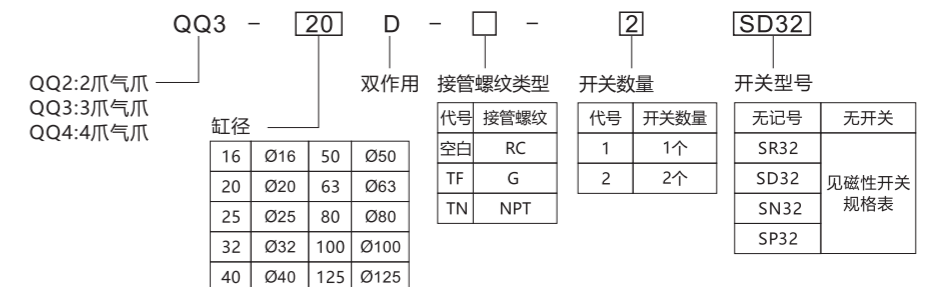 QQ3 - 20 D - □ - 2 SD32
QQ2:2爪气爪
QQ3:3爪气爪
QQ4:4爪气爪
缸径
16 Ø16 50 Ø50
20 Ø20 63 Ø63
25 Ø25 80 Ø80
32 Ø32 100 Ø100
40 Ø40 125 Ø125
双作用
接管螺纹类型
代号 接管螺纹
空白 RC
TF G
TN NPT
开关数量
代号 开关数量
1 1个
2 2个
开关型号
无记号 无开关
SR32
SD32
SN32
SP32
见磁性开关
规格表